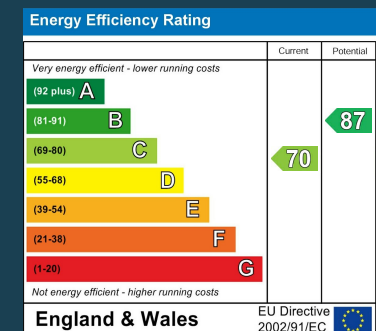 Energy Efficiency Rating
Current Potential
Very energy efficient - lower running costs
(92 plus) A
(81-91) B 87
(69-80) C 70
(55-68) D
(39-54) E
(21-38) F
(1-20) G
Not energy efficient - higher running costs
England & Wales
EU Directive
2002/91/EC